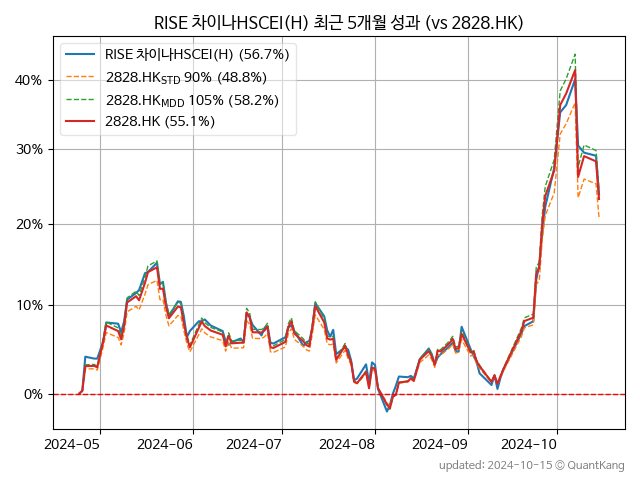 RISE 차이나HSCEI(H) 최근 5개월 성과 (vs 2828.HK)
RISE 차이나HSCEI(H) (56.7%)
2828.HK_STD 90% (48.8%)
2828.HK_MDD 105% (58.2%)
2828.HK (55.1%)
40%
30%
20%
10%
0%
2024-05 2024-06 2024-07 2024-08 2024-09 2024-10
updated: 2024-10-15 © QuantKang